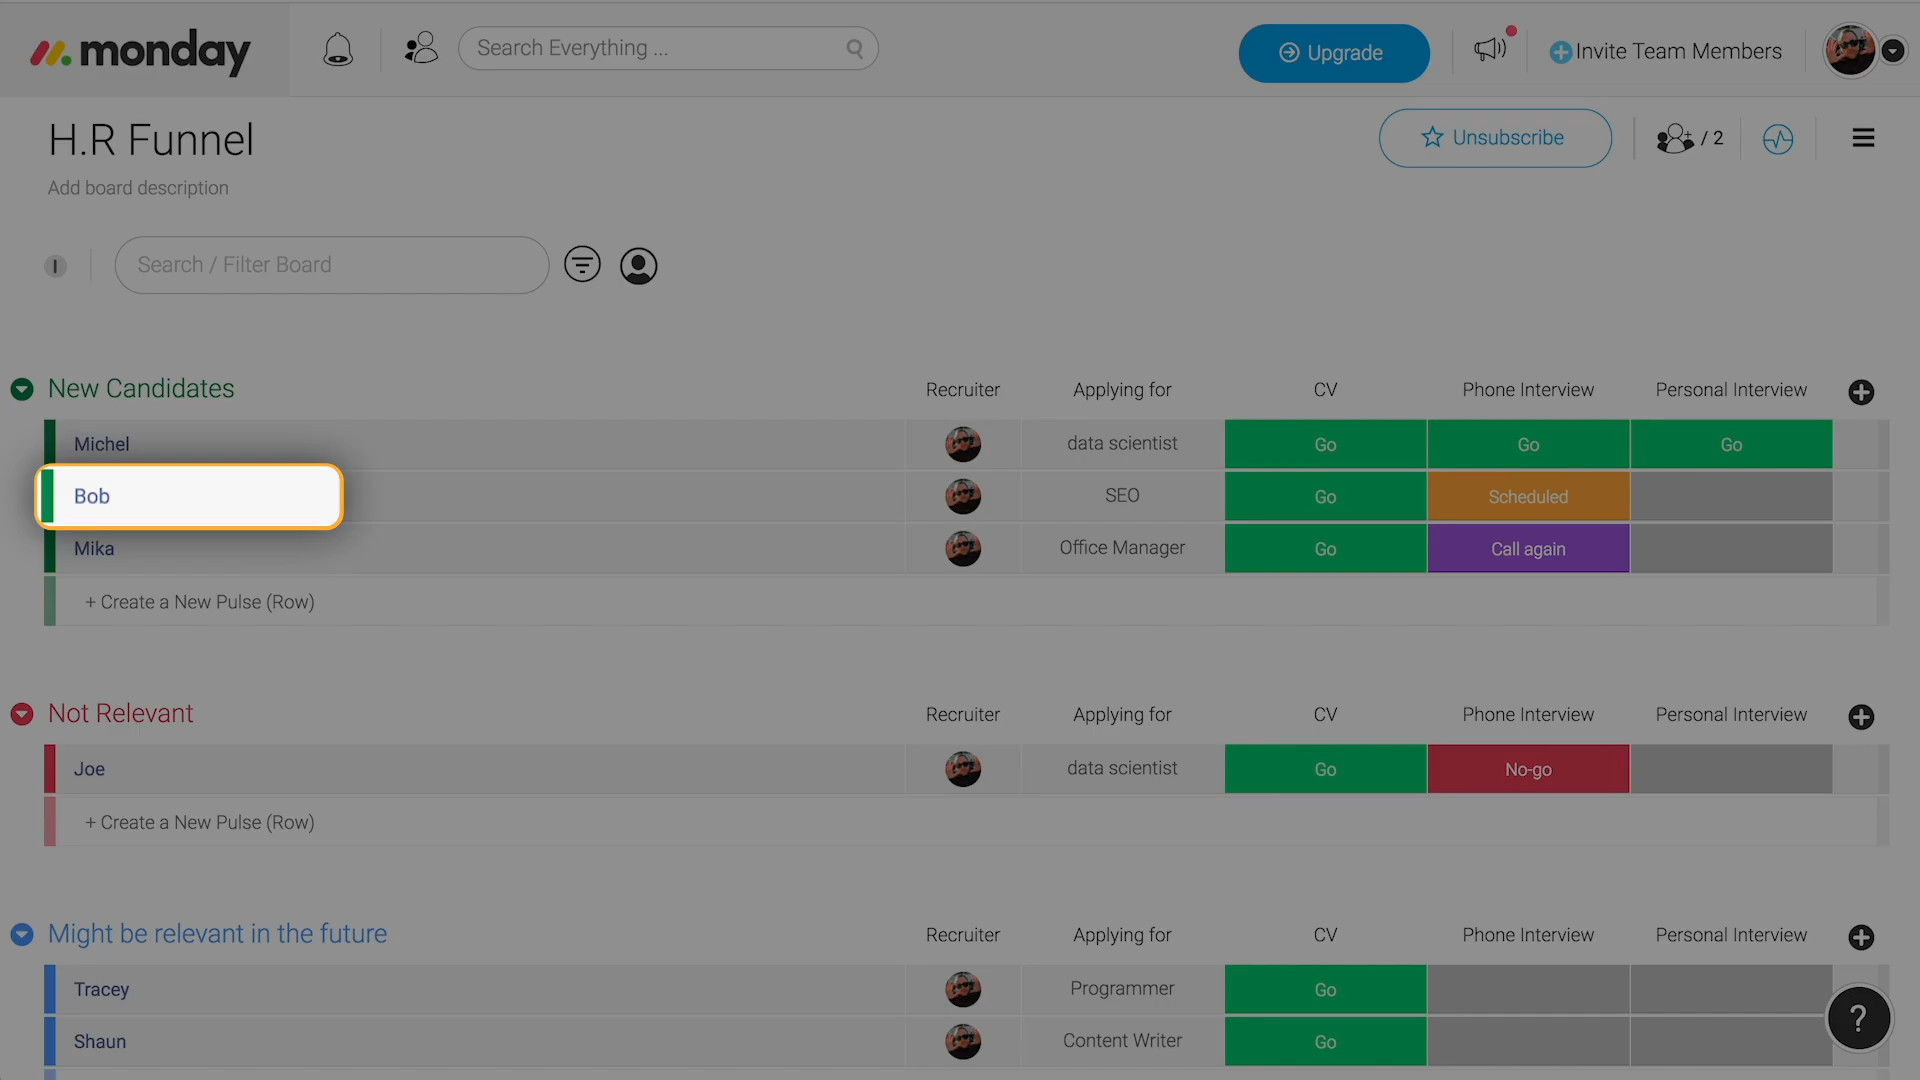 monday
Search Everything ...
Upgrade
Invite Team Members
H.R Funnel
Unsubscribe
/ 2
Add board description
Search / Filter Board
New Candidates Recruiter Applying for CV Phone Interview Personal Interview
Michel data scientist Go Go Go
Bob SEO Go Scheduled
Mika Office Manager Go Call again
+ Create a New Pulse (Row)
Not Relevant Recruiter Applying for CV Phone Interview Personal Interview
Joe data scientist Go No-go
+ Create a New Pulse (Row)
Might be relevant in the future Recruiter Applying for CV Phone Interview Personal Interview
Tracey Programmer Go
Shaun Content Writer Go
?